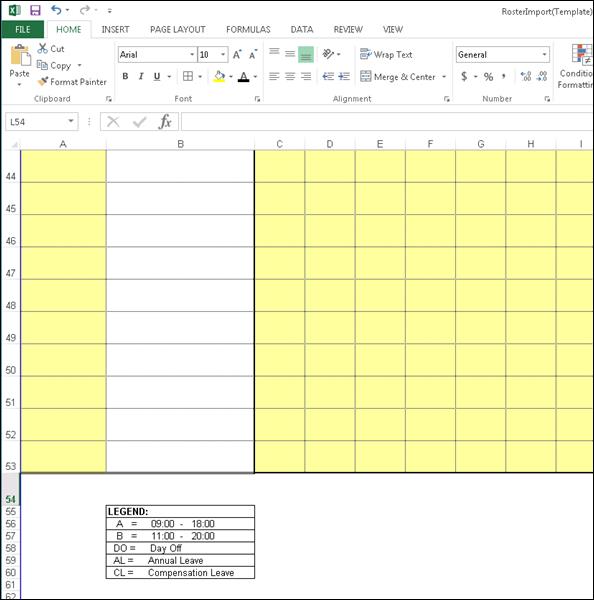 RosterImport(Template)
FILE HOME INSERT PAGE LAYOUT FORMULAS DATA REVIEW VIEW
Paste
Cut
Copy
Format Painter
Clipboard
Arial 10
B I U
Font
Wrap Text
Merge & Center
Alignment
General
$ % ,
Number
Conditio
Formattin
L54
fx
A B C D E F G H I
44
45
46
47
48
49
50
51
52
53
54
55 LEGEND:
56 A = 09:00 - 18:00
57 B = 11:00 - 20:00
58 DO = Day Off
59 AL = Annual Leave
60 CL = Compensation Leave
61
62